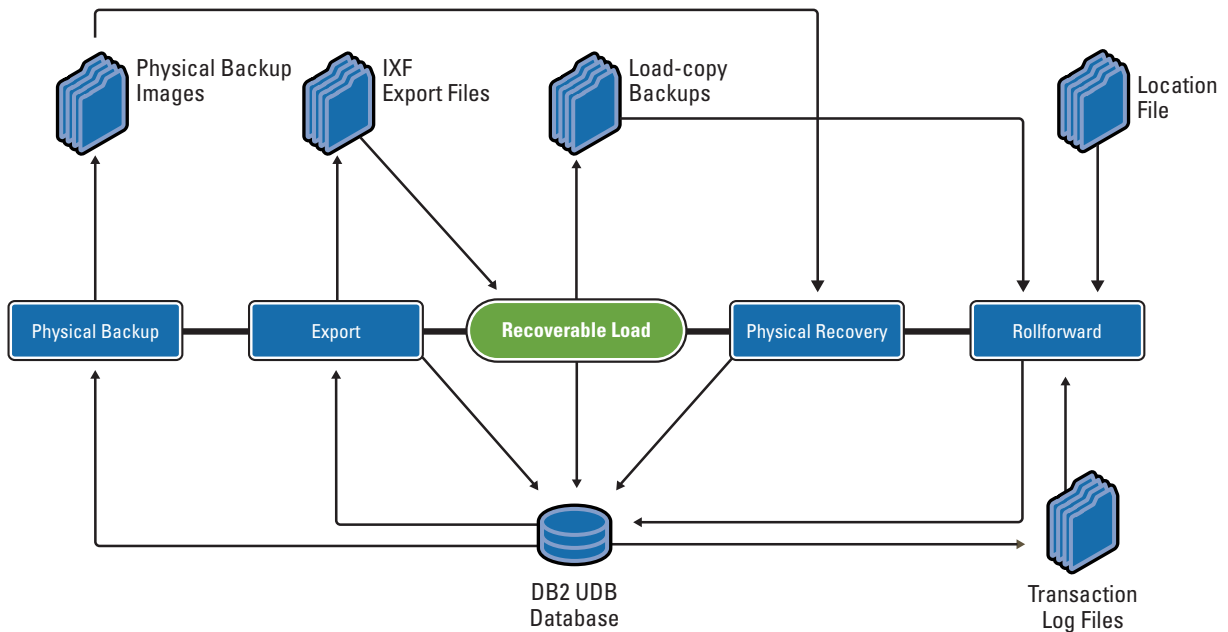 Physical Backup
Images
IXF
Export Files
Load-copy
Backups
Location
File
Physical Backup
Export
Recoverable Load
Physical Recovery
Rollforward
DB2 UDB
Database
Transaction
Log Files